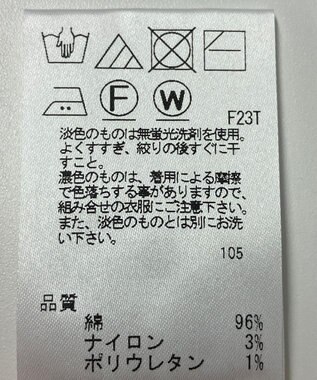 F W
F23T
淡色のものは無蛍光洗剤を使用。
よくすすぎ、絞りの後すぐに干
すこと。
濃色のものは、着用による摩擦
で色落ちする事がありますので、
組み合せの衣服にご注意下さい。
また、淡色のものとは別にお洗
い下さい。
105
品質
綿 96%
ナイロン 3%
ポリウレタン 1%